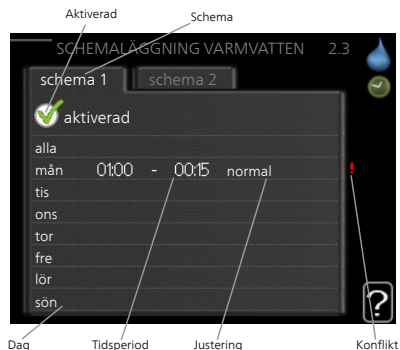 Aktiverad Schema
SCHEMALÄGGNING VARMVATTEN 2.3
schema 1 schema 2
aktiverad
alla
mån 01:00 - 00:15 normal !
tis
ons
tor
fre
lör
sön ?
Dag Tidsperiod Justering Konflikt